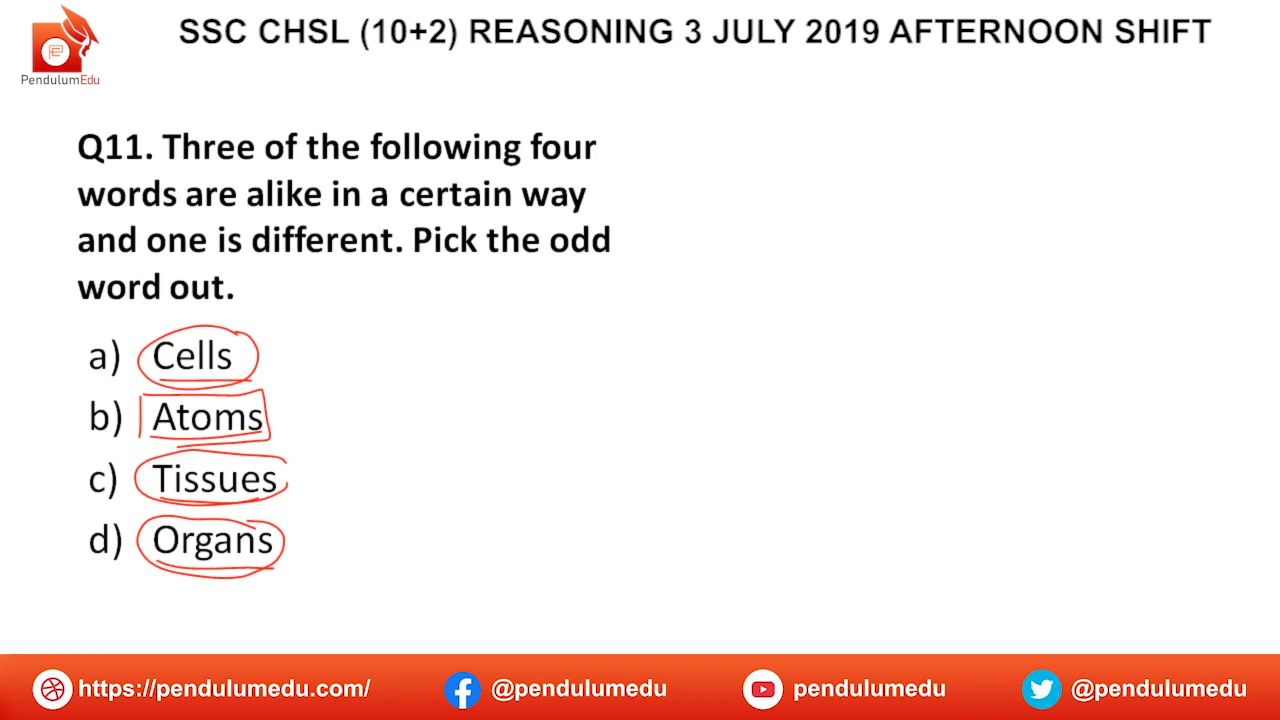 SSC CHSL (10+2) REASONING 3 JULY 2019 AFTERNOON SHIFT
PendulumEdu
Q11. Three of the following four
words are alike in a certain way
and one is different. Pick the odd
word out.
a) Cells
b) Atoms
c) Tissues
d) Organs
https://pendulumedu.com/ @pendulumedu pendulumedu @pendulumedu